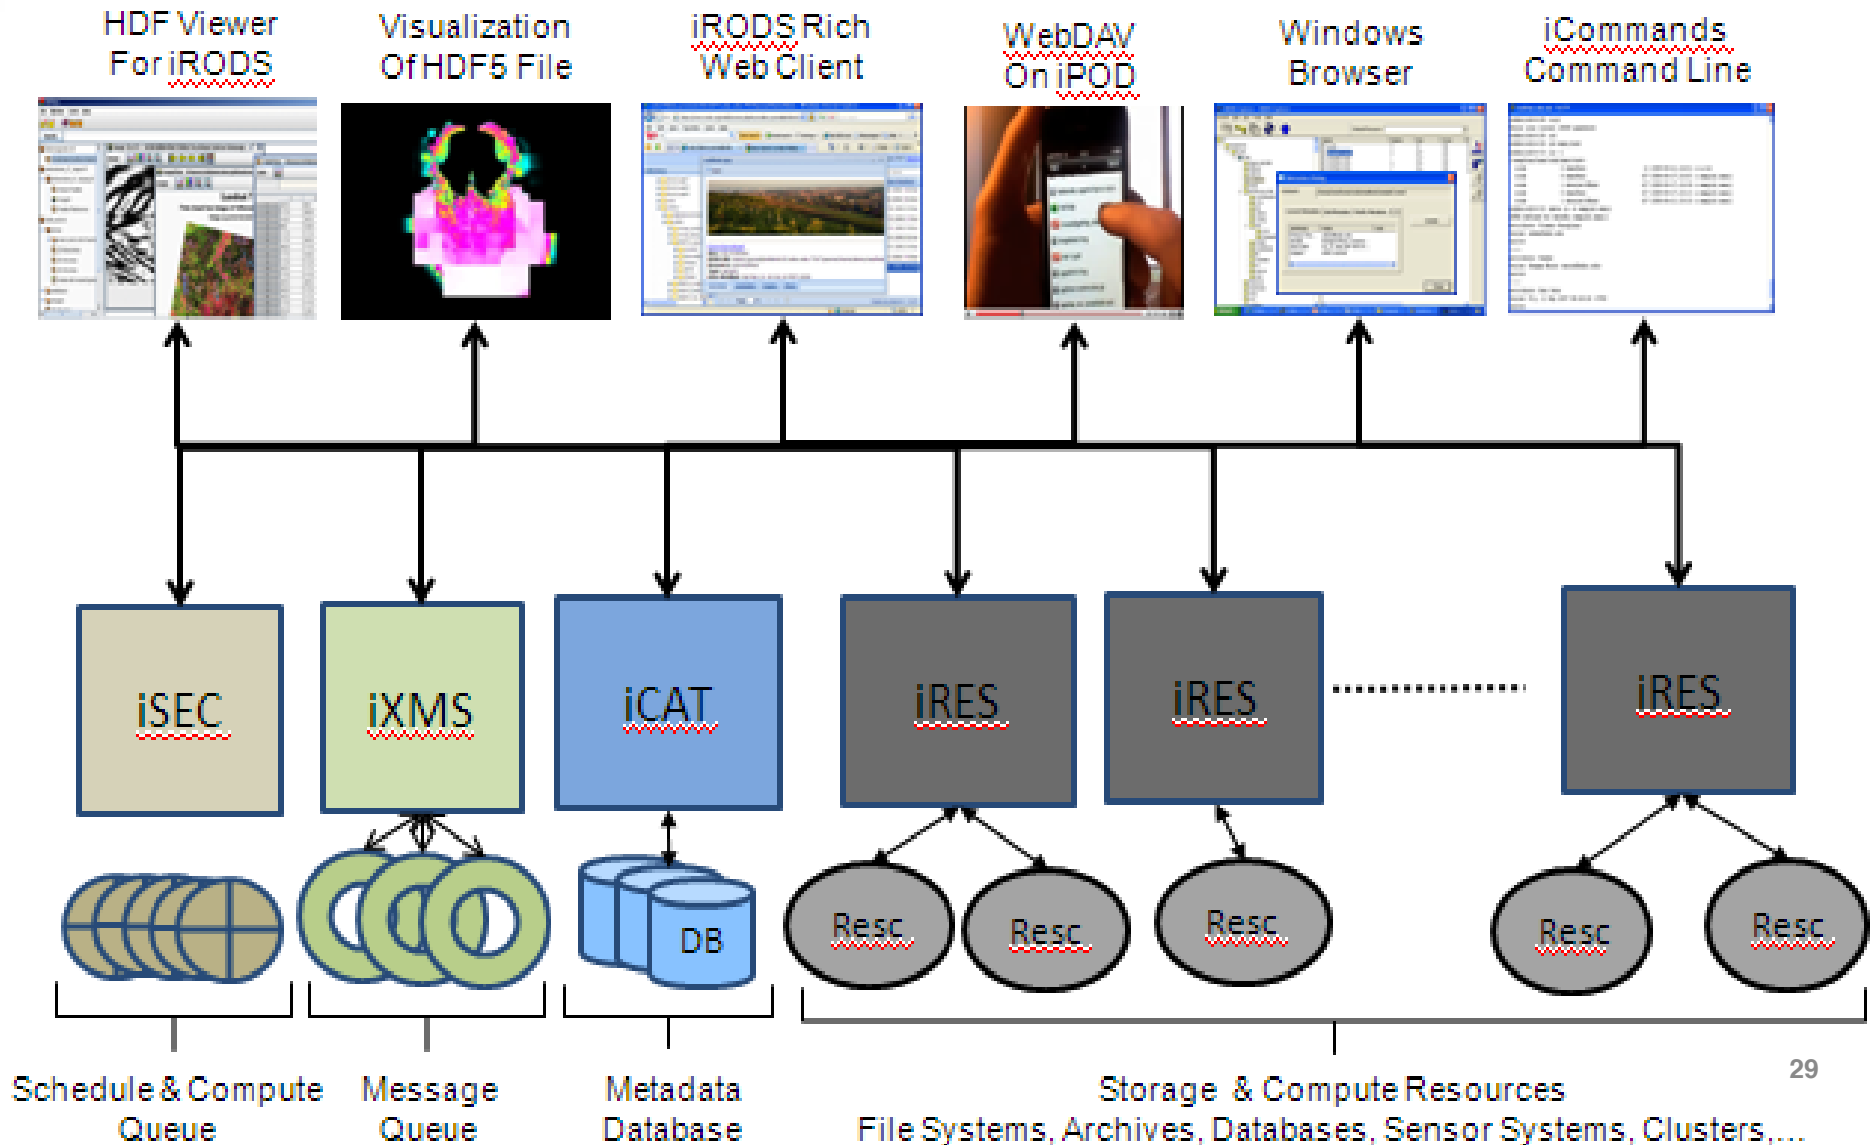 HDF Viewer
For iRODS
Visualization
Of HDF5 File
iRODS Rich
Web Client
WebDAV
On iPOD
Windows
Browser
iCommands
Command Line
iSEC
iXMS
iCAT
iRES
iRES
iRES
DB
Resc
Resc
Resc
Resc
Resc
Schedule & Compute
Queue
Message
Queue
Metadata
Database
Storage & Compute Resources
File Systems, Archives, Databases, Sensor Systems, Clusters,...
29